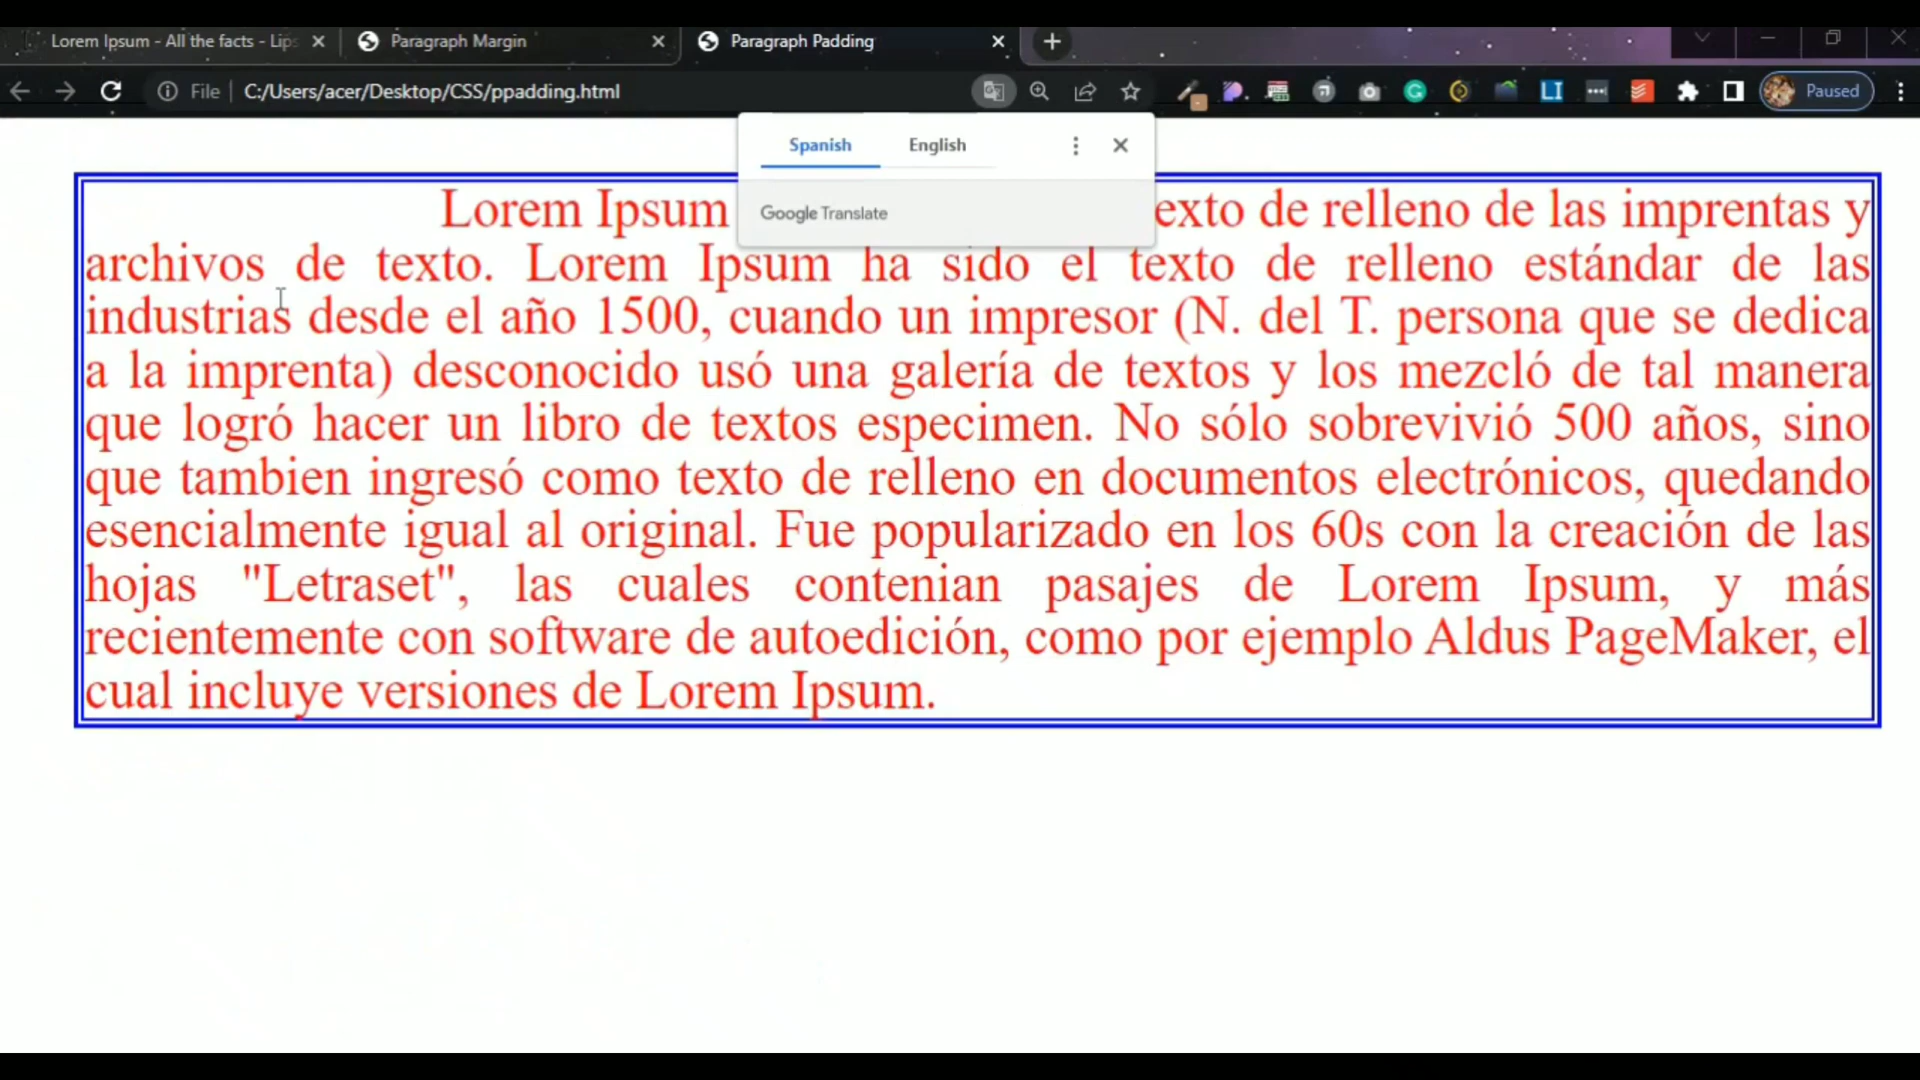 Lorem Ipsum - All the facts - Lips
Paragraph Margin
Paragraph Padding
File
C:/Users/acer/Desktop/CSS/ppadding.html
LI
Paused
Spanish
English
Google Translate
Lorem Ipsum exto de relleno de las imprentas y
archivos de texto. Lorem Ipsum ha sido el texto de relleno estándar de las
industrias desde el año 1500, cuando un impresor (N. del T. persona que se dedica
a la imprenta) desconocido usó una galería de textos y los mezcló de tal manera
que logró hacer un libro de textos especimen. No sólo sobrevivió 500 años, sino
que tambien ingresó como texto de relleno en documentos electrónicos, quedando
esencialmente igual al original. Fue popularizado en los 60s con la creación de las
hojas "Letraset", las cuales contenian pasajes de Lorem Ipsum, y más
recientemente con software de autoedición, como por ejemplo Aldus PageMaker, el
cual incluye versiones de Lorem Ipsum.